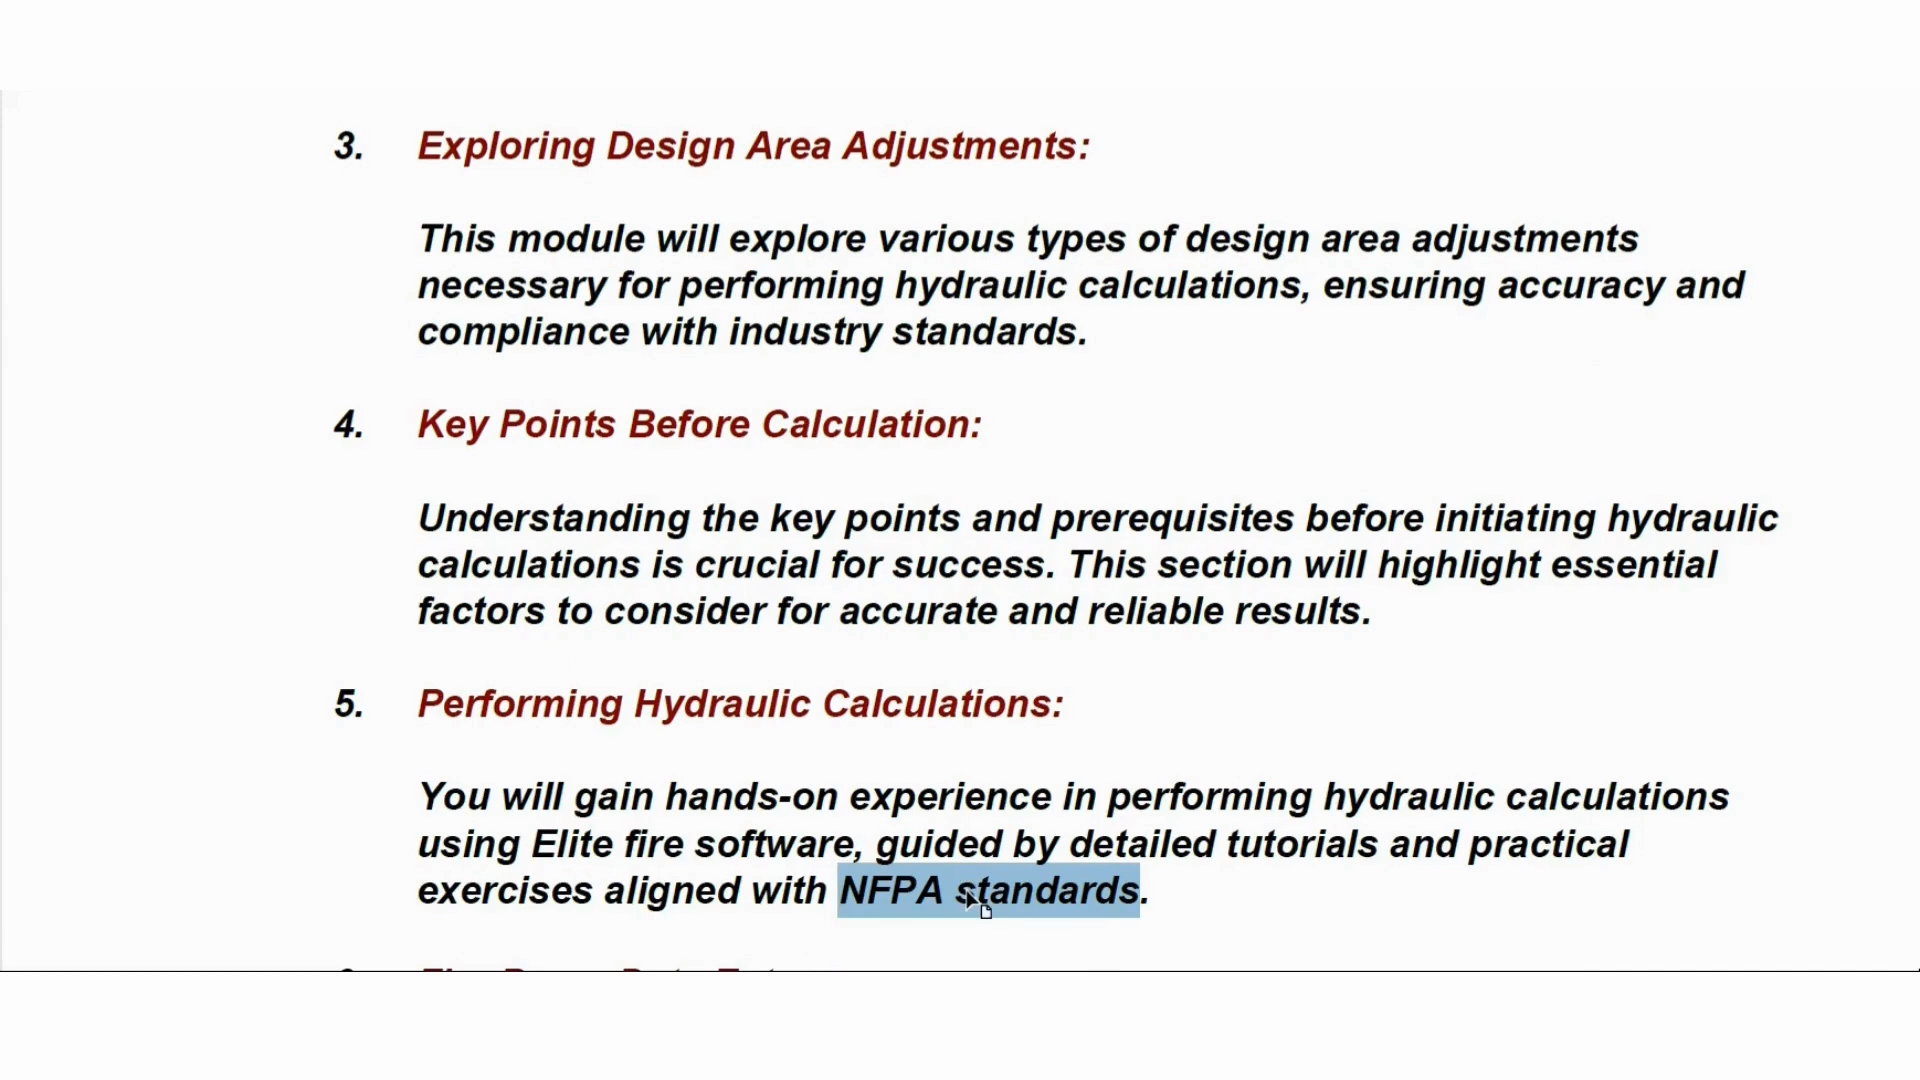 3. Exploring Design Area Adjustments:
This module will explore various types of design area adjustments
necessary for performing hydraulic calculations, ensuring accuracy and
compliance with industry standards.
4. Key Points Before Calculation:
Understanding the key points and prerequisites before initiating hydraulic
calculations is crucial for success. This section will highlight essential
factors to consider for accurate and reliable results.
5. Performing Hydraulic Calculations:
You will gain hands-on experience in performing hydraulic calculations
using Elite fire software, guided by detailed tutorials and practical
exercises aligned with NFPA standards.